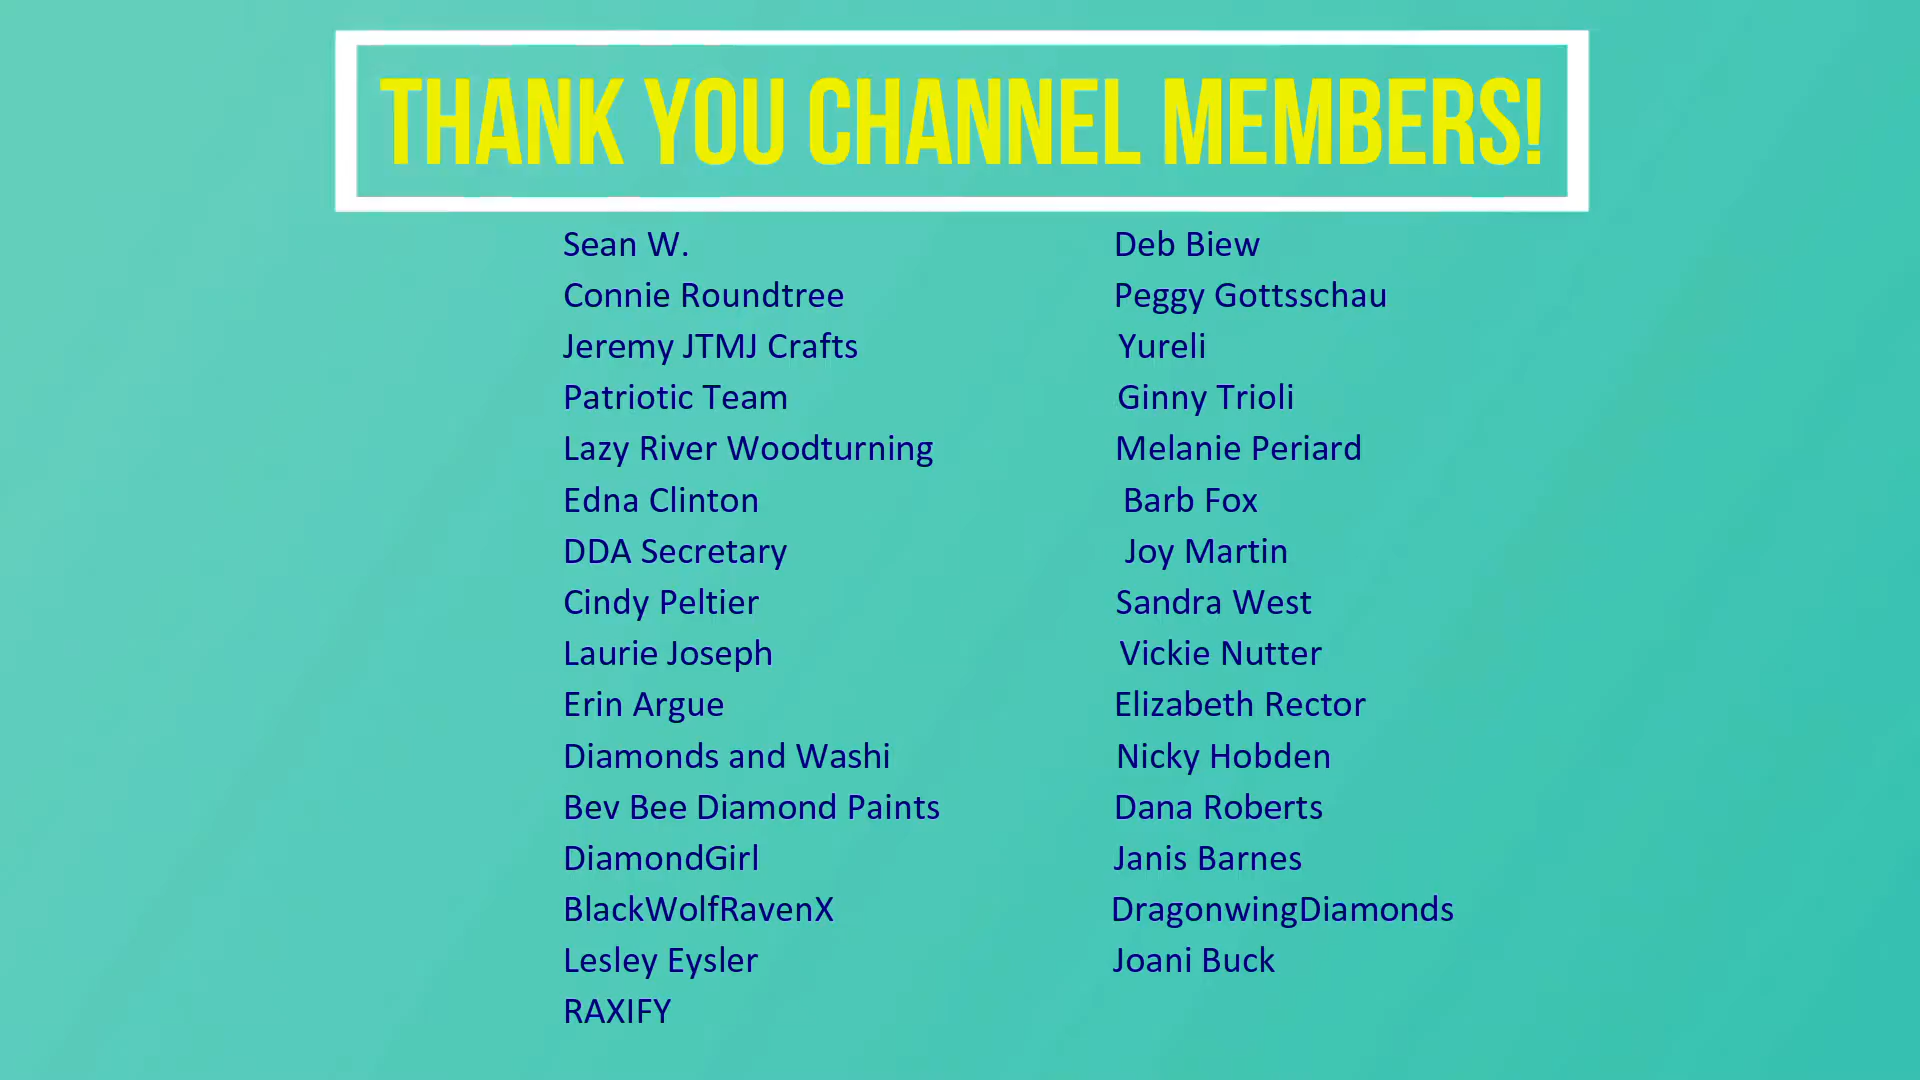 THANK YOU CHANNEL MEMBERS!
Sean W.
Connie Roundtree
Jeremy JTMJ Crafts
Patriotic Team
Lazy River Woodturning
Edna Clinton
DDA Secretary
Cindy Peltier
Laurie Joseph
Erin Argue
Diamonds and Washi
Bev Bee Diamond Paints
DiamondGirl
BlackWolfRavenX
Lesley Eysler
RAXIFY
Deb Biew
Peggy Gottsschau
Yureli
Ginny Trioli
Melanie Periard
Barb Fox
Joy Martin
Sandra West
Vickie Nutter
Elizabeth Rector
Nicky Hobden
Dana Roberts
Janis Barnes
DragonwingDiamonds
Joani Buck